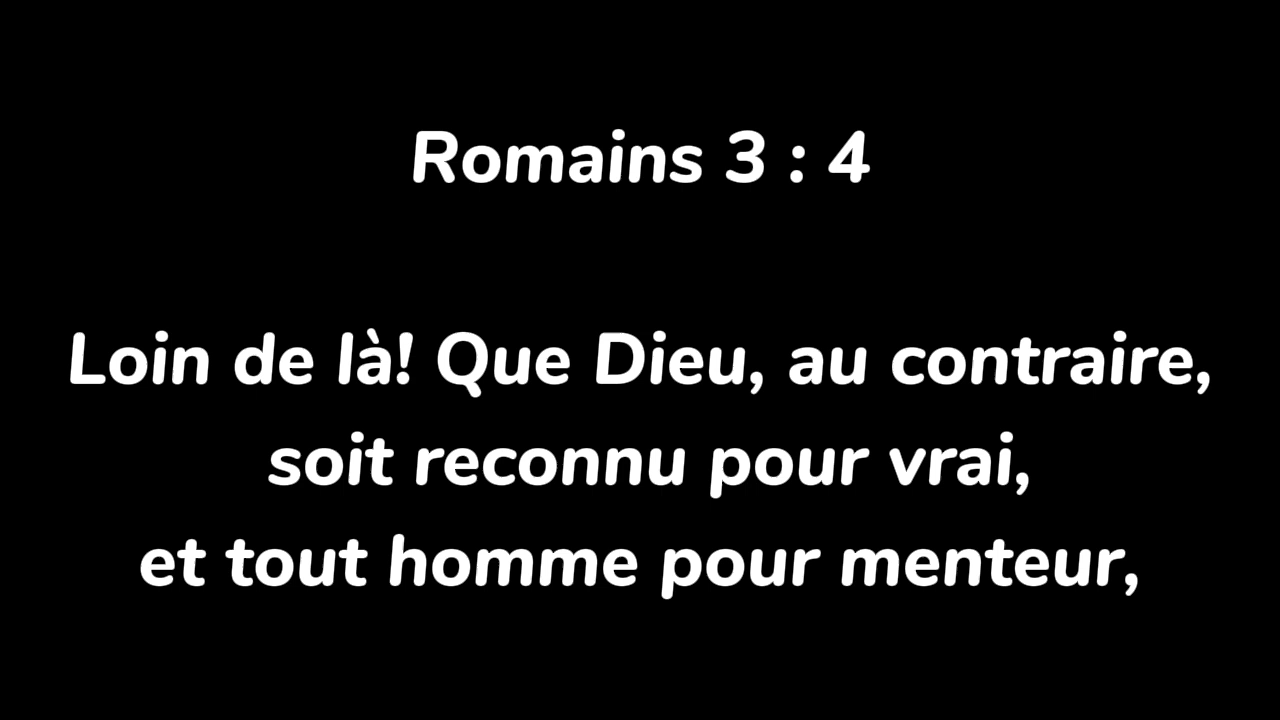 Romains 3 : 4
Loin de là! Que Dieu, au contraire,
soit reconnu pour vrai,
et tout homme pour menteur,